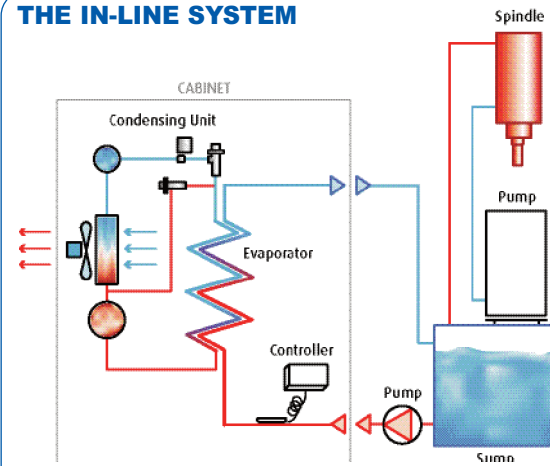 THE IN-LINE SYSTEM
Spindle
CABINET
Condensing Unit
Pump
Evaporator
Controller
Pump
Sump